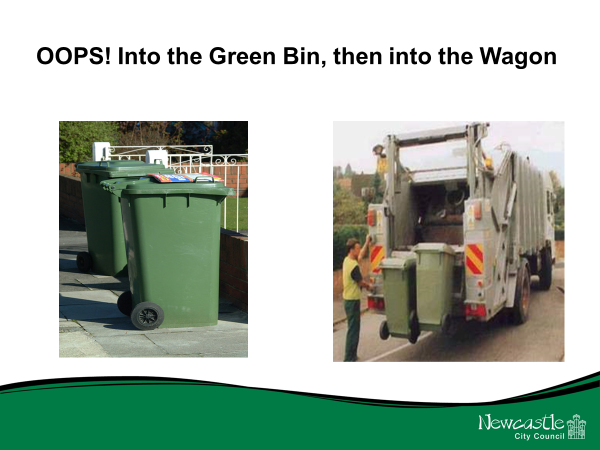 OOPS! Into the Green Bin, then into the Wagon
Newcastle
City Council